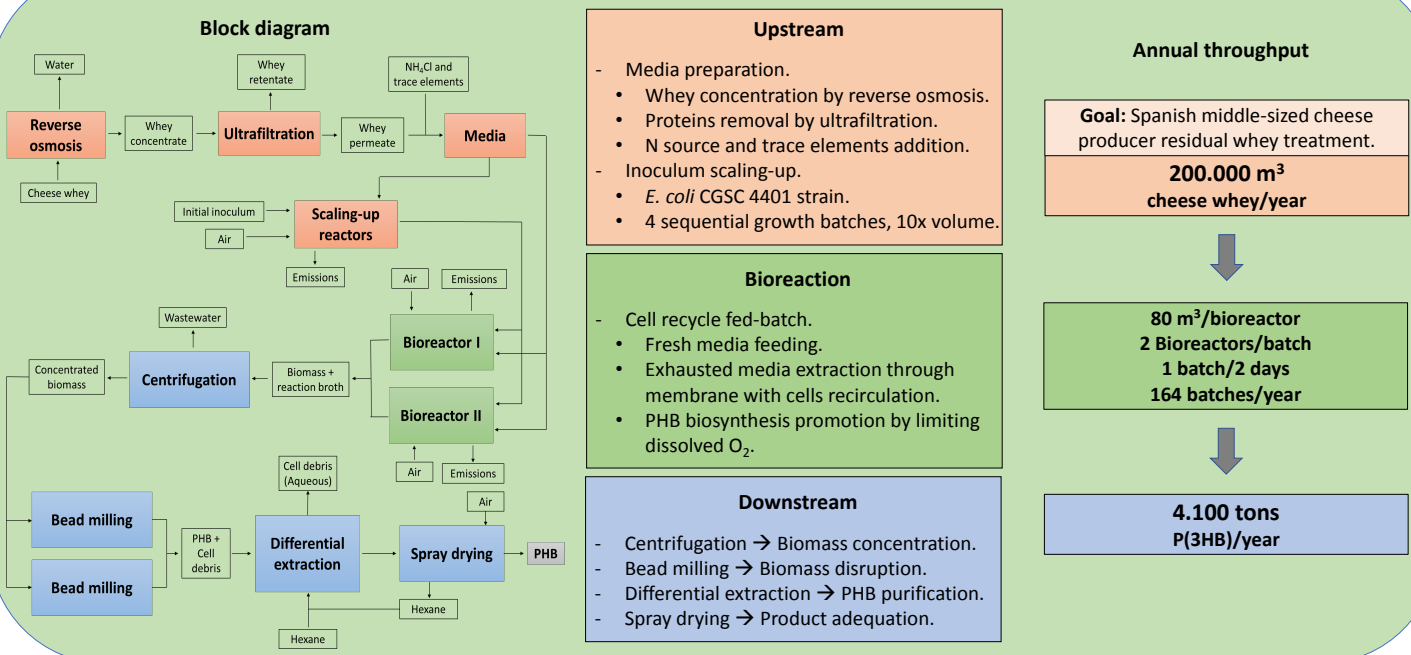 Block diagram
Water
Whey
retentate
NH₄Cl and
trace elements
Reverse
osmosis
Whey
concentrate
Ultrafiltration
Whey
permeate
Media
Cheese whey
Initial inoculum
Air
Scaling-up
reactors
Emissions
Air
Emissions
Wastewater
Bioreactor I
Concentrated
biomass
Centrifugation
Biomass +
reaction broth
Bioreactor II
Air
Emissions
Cell debris
(Aqueous)
Air
Bead milling
PHB +
Cell
debris
Differential
extraction
Spray drying
PHB
Bead milling
Hexane
Hexane
Upstream
- Media preparation.
• Whey concentration by reverse osmosis.
• Proteins removal by ultrafiltration.
• N source and trace elements addition.
- Inoculum scaling-up.
• E. coli CGSC 4401 strain.
• 4 sequential growth batches, 10x volume.
Bioreaction
- Cell recycle fed-batch.
• Fresh media feeding.
• Exhausted media extraction through
membrane with cells recirculation.
• PHB biosynthesis promotion by limiting
dissolved O₂.
Downstream
- Centrifugation → Biomass concentration.
- Bead milling → Biomass disruption.
- Differential extraction → PHB purification.
- Spray drying → Product adequation.
Annual throughput
Goal: Spanish middle-sized cheese
producer residual whey treatment.
200.000 m³
cheese whey/year
80 m³/bioreactor
2 Bioreactors/batch
1 batch/2 days
164 batches/year
4.100 tons
P(3HB)/year